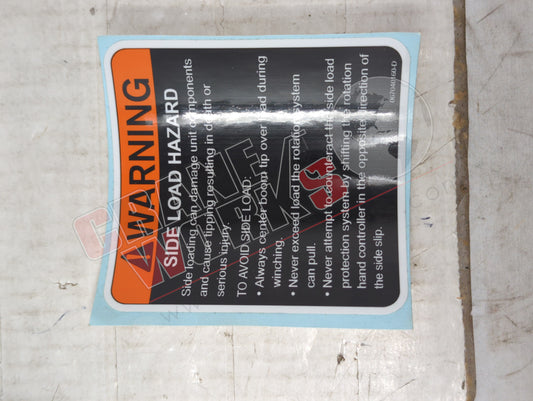 WARNING
SIDE LOAD HAZARD
Side loading can damage unit components
and cause tipping resulting in death or
serious injury.
TO AVOID SIDE LOAD:
• Always center boom tip over load during
winching.
• Never exceed load the rotator system
can pull.
• Never attempt to counteract the side load
protection system by shifting the rotation
hand controller in the opposite direction of
the side slip.